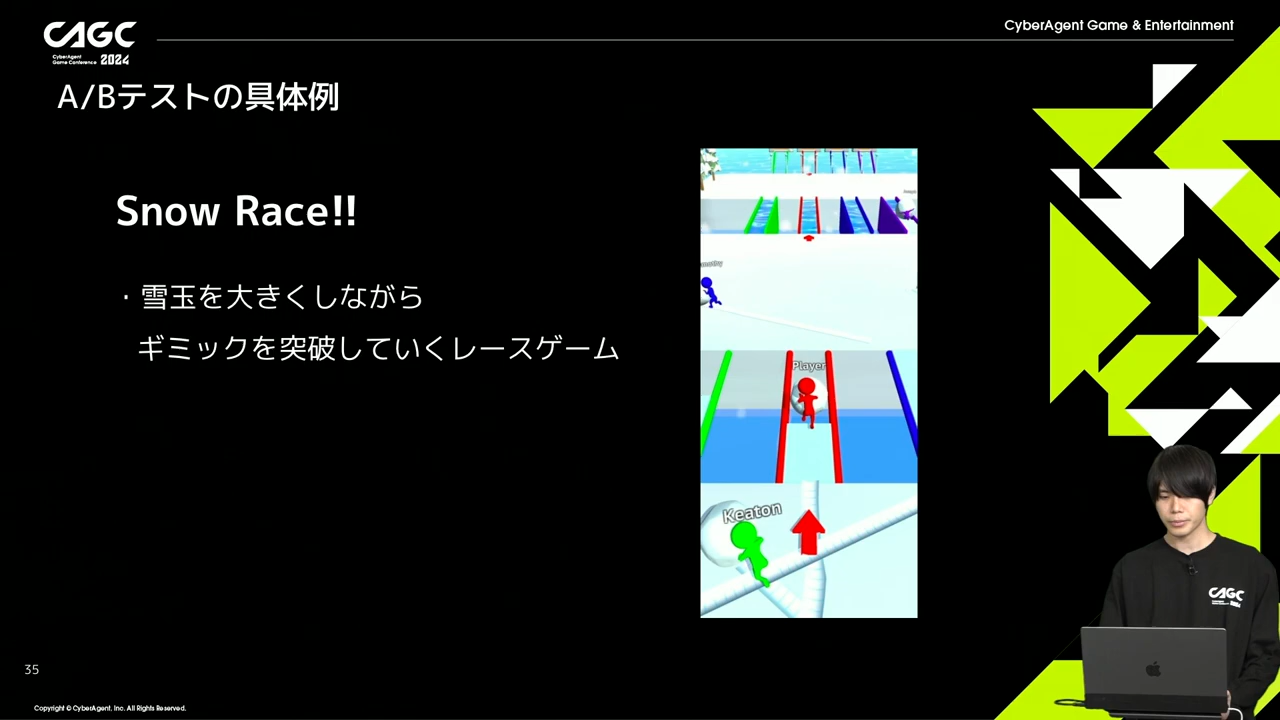 CAGC
CyberAgent
Game Conference 2024
CyberAgent Game & Entertainment
A/Bテストの具体例
Snow Race!!
・雪玉を大きくしながら
ギミックを突破していくレースゲーム
Player
Keaton
CAGC
35
Copyright © CyberAgent, Inc. All Rights Reserved.